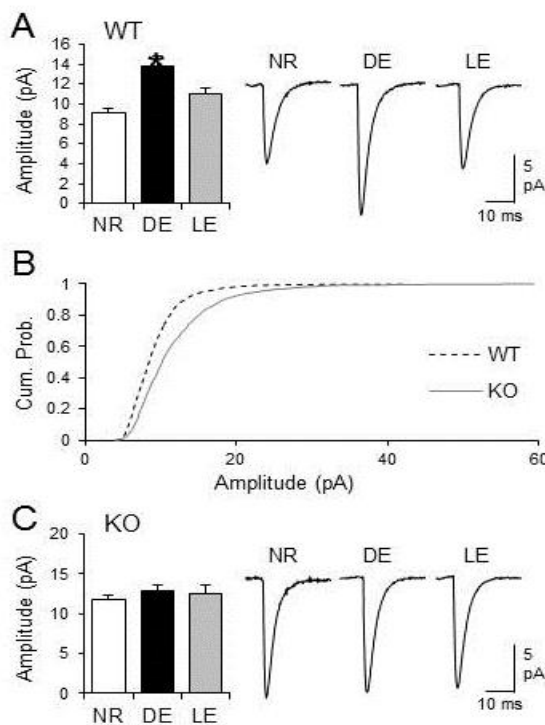 A
WT
Amplitude (pA)
16
14
12
10
8
6
4
2
0
*
NR DE LE
NR DE LE
5
pA
10 ms
B
Cum. Prob.
1
0.8
0.6
0.4
0.2
0
WT
KO
0 20 40 60
Amplitude (pA)
C
KO
Amplitude (pA)
20
15
10
5
0
NR DE LE
NR DE LE
5
pA
10 ms